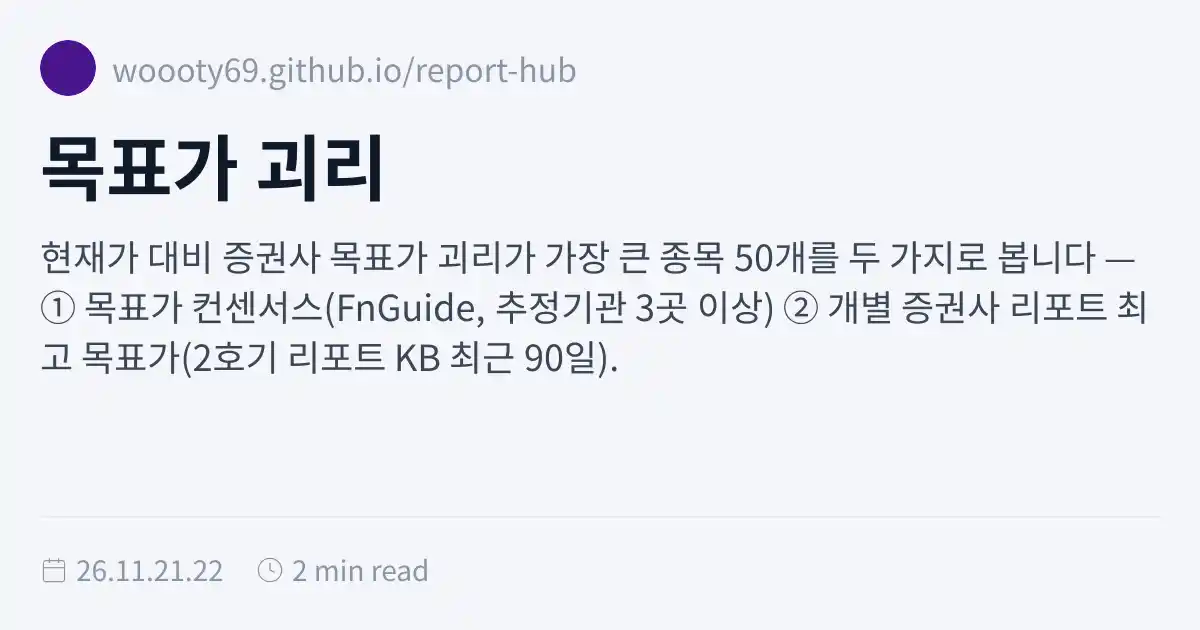 woooty69.github.io/report-hub
목표가 괴리
현재가 대비 증권사 목표가 괴리가 가장 큰 종목 50개를 두 가지로 봅니다 —
① 목표가 컨센서스(FnGuide, 추정기관 3곳 이상) ② 개별 증권사 리포트 최
고 목표가(2호기 리포트 KB 최근 90일).
26.11.21.22 2 min read